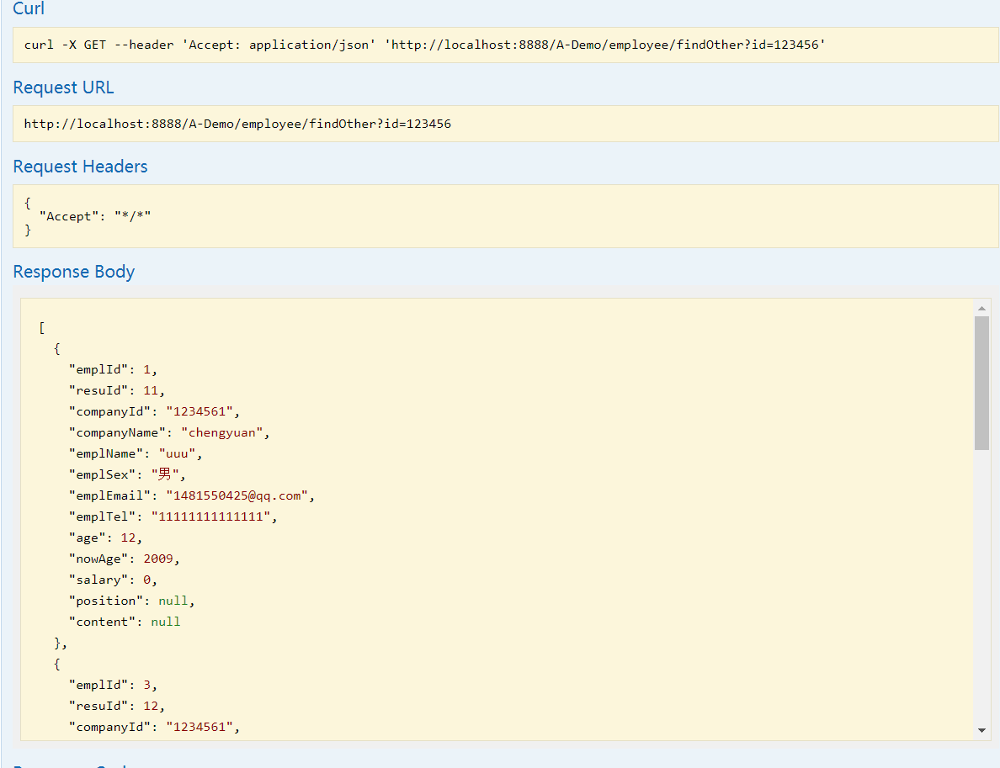 Curl
curl -X GET --header 'Accept: application/json' 'http://localhost:8888/A-Demo/employee/findOther?id=123456'
Request URL
http://localhost:8888/A-Demo/employee/findOther?id=123456
Request Headers
{
"Accept": "*/*"
}
Response Body
[
{
"emplId": 1,
"resuId": 11,
"companyId": "1234561",
"companyName": "chengyuan",
"emplName": "uuu",
"emplSex": "男",
"emplEmail": "1481550425@qq.com",
"emplTel": "11111111111111",
"age": 12,
"nowAge": 2009,
"salary": 0,
"position": null,
"content": null
},
{
"emplId": 3,
"resuId": 12,
"companyId": "1234561",